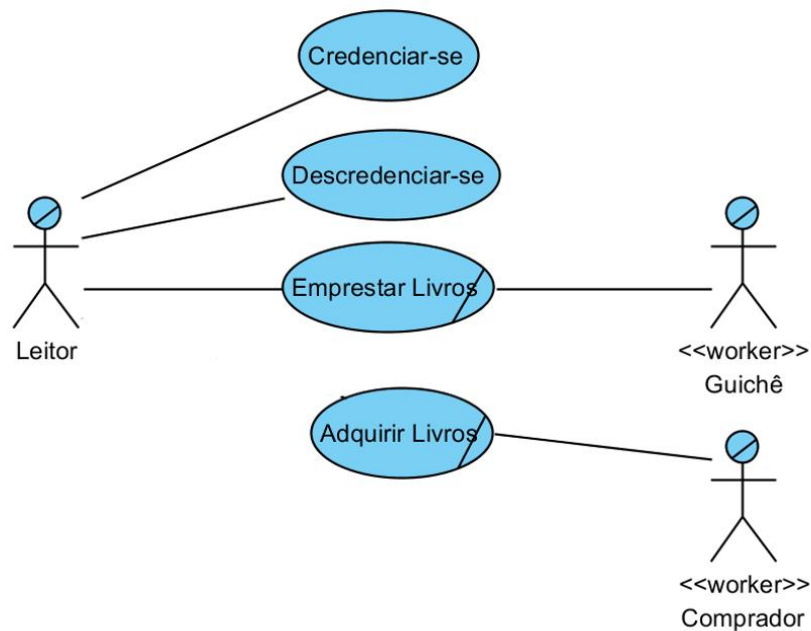 Credenciar-se
Descredenciar-se
Emprestar Livros
Leitor
<<worker>>
Guichê
Adquirir Livros
<<worker>>
Comprador